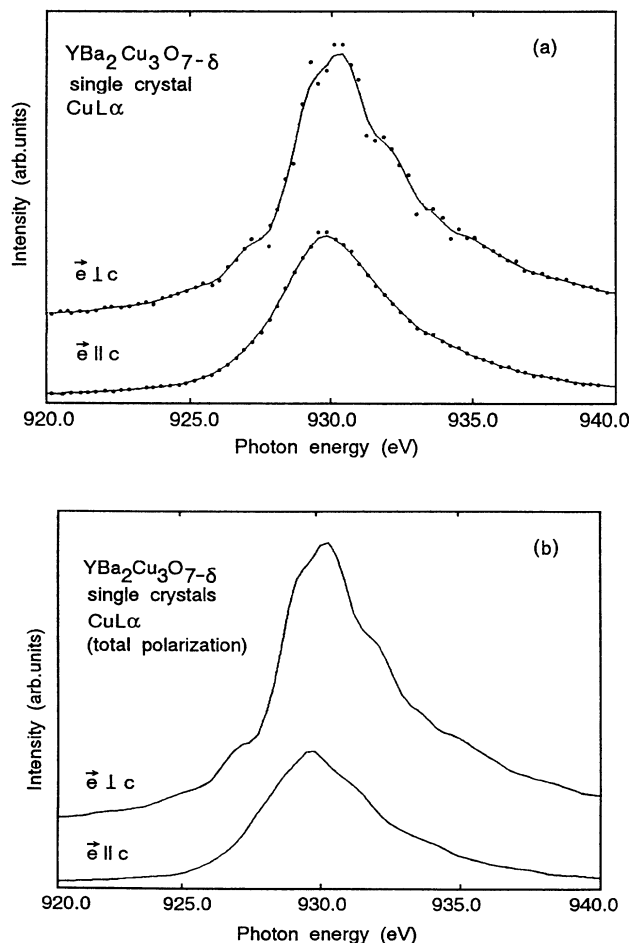 YBa2Cu3O7-δ
single crystal
CuLα
(a)
e⃗ ⊥ c
e⃗ || c
Intensity (arb.units)
920.0 925.0 930.0 935.0 940.0
Photon energy (eV)
YBa2Cu3O7-δ
single crystals
CuLα
(total polarization)
(b)
e⃗ ⊥ c
e⃗ || c
Intensity (arb.units)
920.0 925.0 930.0 935.0 940.0
Photon energy (eV)